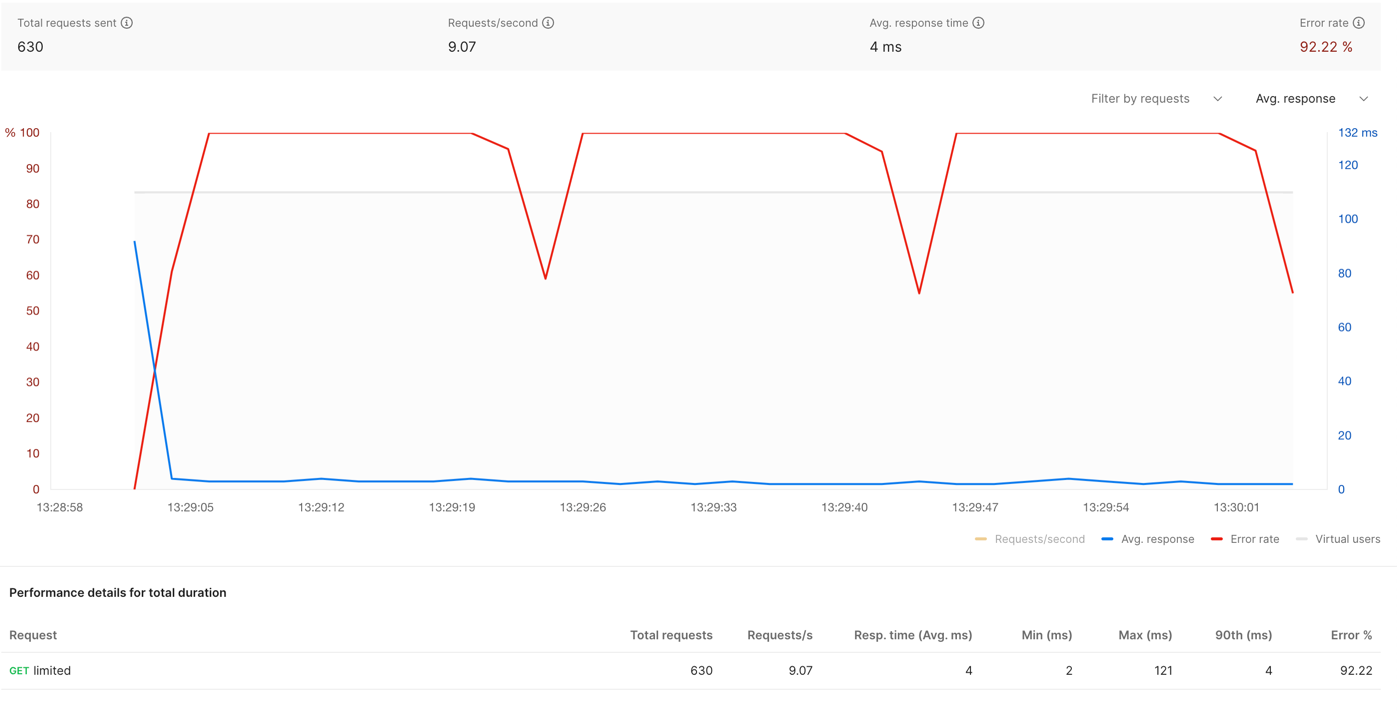 Total requests sent Requests/second Avg. response time Error rate
630 9.07 4 ms 92.22 %
Filter by requests Avg. response
% 100 132 ms
90 120
80 100
70 80
60 60
50 40
40 20
30 0
20
10
0
13:28:58 13:29:05 13:29:12 13:29:19 13:29:26 13:29:33 13:29:40 13:29:47 13:29:54 13:30:01
Requests/second Avg. response Error rate Virtual users
Performance details for total duration
Request Total requests Requests/s Resp. time (Avg. ms) Min (ms) Max (ms) 90th (ms) Error %
GET limited 630 9.07 4 2 121 4 92.22